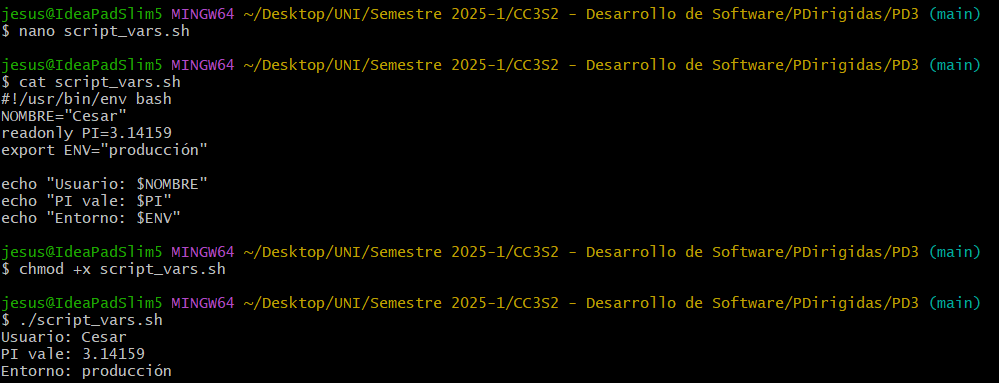 jesus@IdeaPadSlim5 MINGW64 ~/Desktop/UNI/Semestre 2025-1/CC3S2 - Desarrollo de Software/PDirigidas/PD3 (main)
$ nano script_vars.sh
jesus@IdeaPadSlim5 MINGW64 ~/Desktop/UNI/Semestre 2025-1/CC3S2 - Desarrollo de Software/PDirigidas/PD3 (main)
$ cat script_vars.sh
#!/usr/bin/env bash
NOMBRE="Cesar"
readonly PI=3.14159
export ENV="producción"
echo "Usuario: $NOMBRE"
echo "PI vale: $PI"
echo "Entorno: $ENV"
jesus@IdeaPadSlim5 MINGW64 ~/Desktop/UNI/Semestre 2025-1/CC3S2 - Desarrollo de Software/PDirigidas/PD3 (main)
$ chmod +x script_vars.sh
jesus@IdeaPadSlim5 MINGW64 ~/Desktop/UNI/Semestre 2025-1/CC3S2 - Desarrollo de Software/PDirigidas/PD3 (main)
$ ./script_vars.sh
Usuario: Cesar
PI vale: 3.14159
Entorno: producción